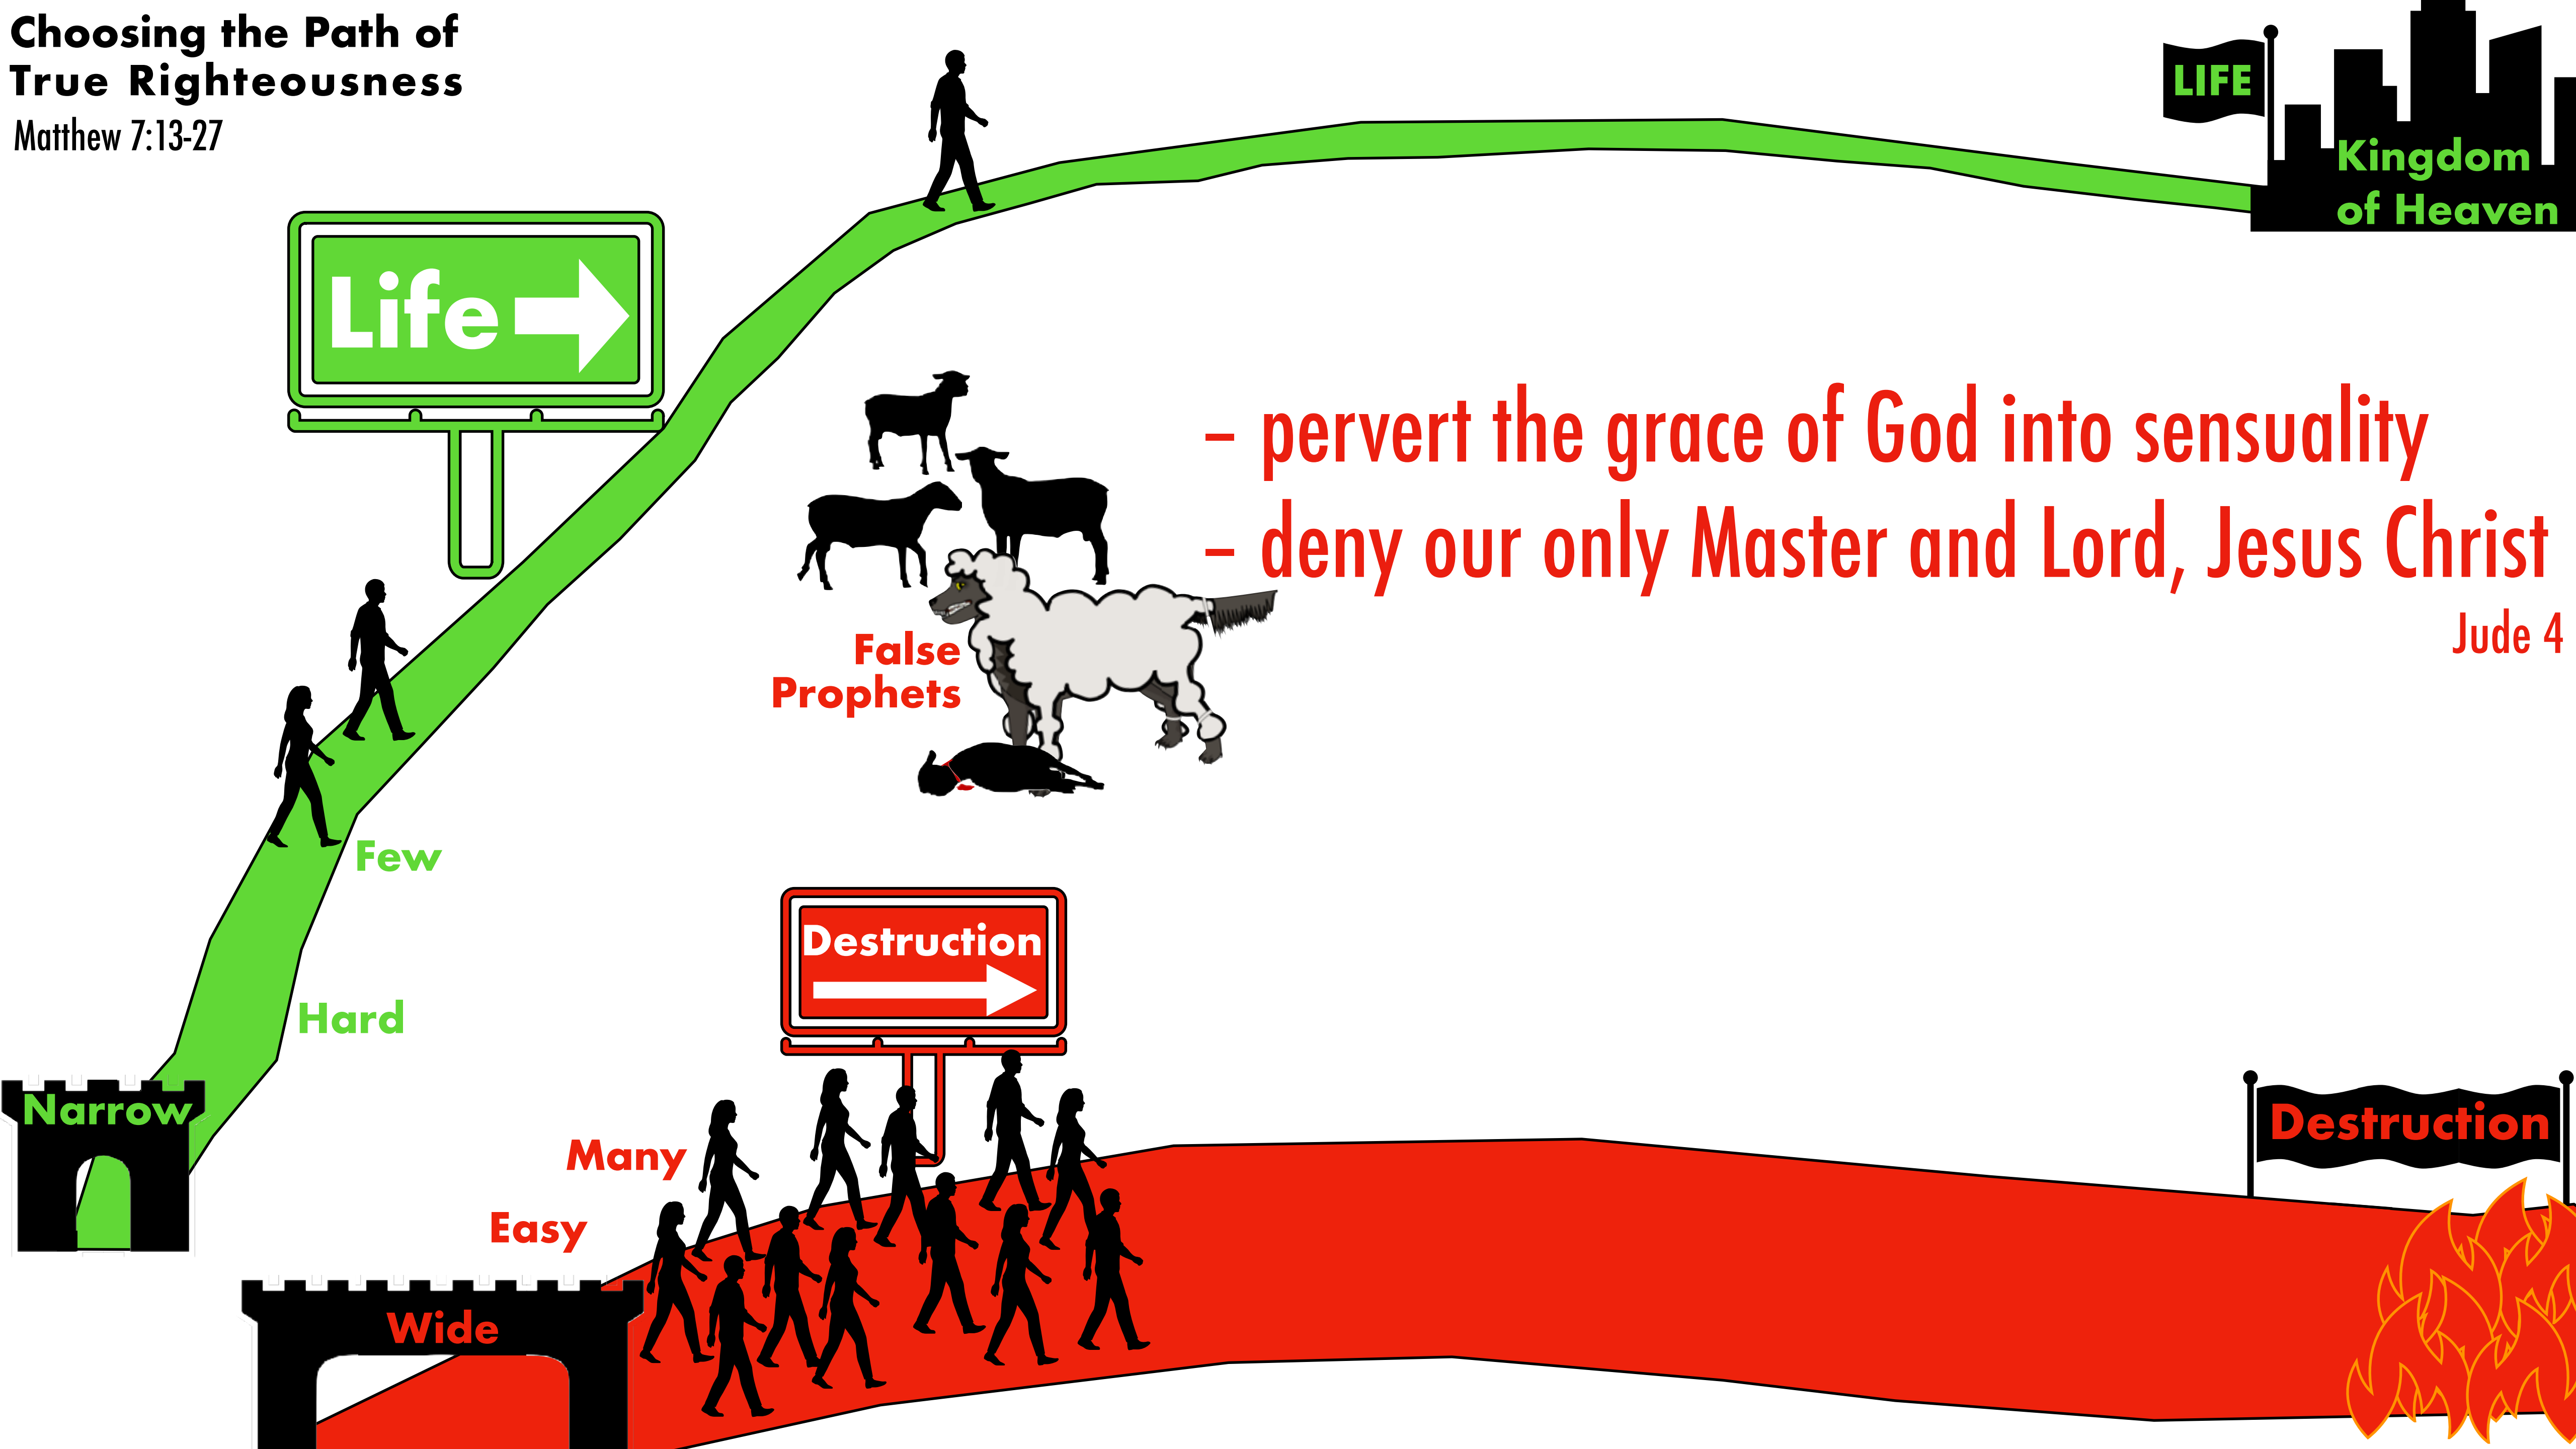 Choosing the Path of
True Righteousness
Matthew 7:13-27
LIFE
Kingdom
of Heaven
Life
– pervert the grace of God into sensuality
– deny our only Master and Lord, Jesus Christ
Jude 4
False
Prophets
Few
Destruction
Hard
Narrow
Destruction
Many
Easy
Wide